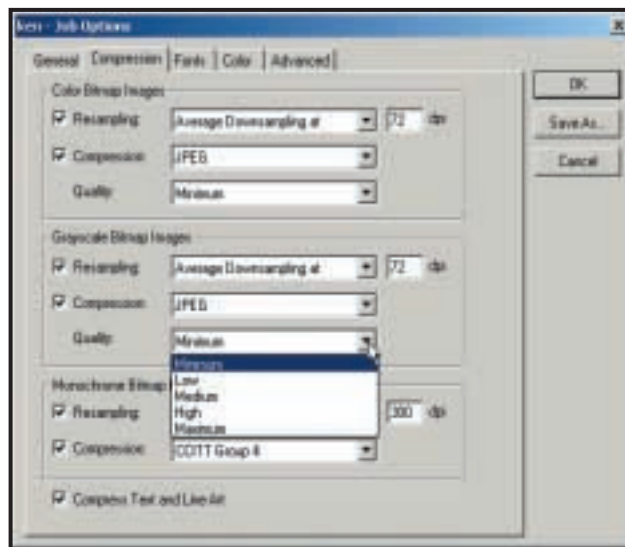 ken - Job Options
General Compression Fonts Color Advanced
Color Bitmap Images
Resampling: Average Downsampling at 72 dpi
Compression: JPEG
Quality: Minimum
Grayscale Bitmap Images
Resampling: Average Downsampling at 72 dpi
Compression: JPEG
Quality: Minimum
Minimum
Low
Medium
High
Maximum
Monochrome Bitmap
Resampling: 300 dpi
Compression: CCITT Group 4
Compress Text and Line Art
OK
Save As...
Cancel